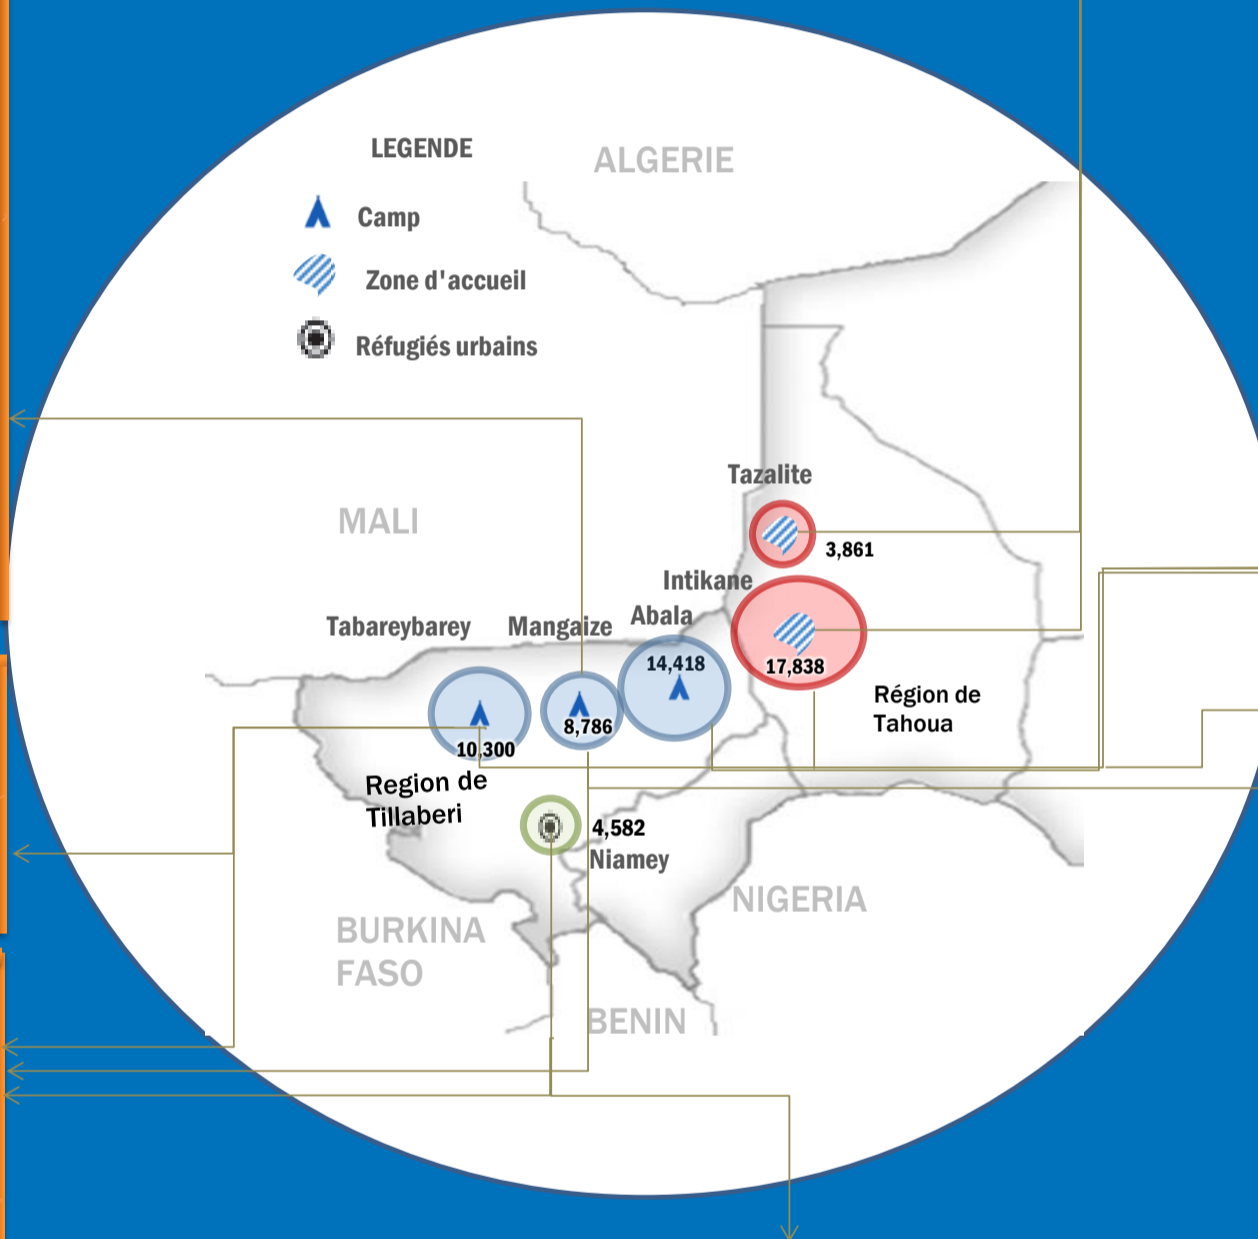 LEGENDE
ALGERIE
Camp
Zone d'accueil
Réfugiés urbains
Tazalite
MALI
3,861
Intikane
Abala
Tabareybarey
Mangaize
14,418
17,838
Région de
Tahoua
8,786
10,300
Region de
Tillaberi
4,582
Niamey
NIGERIA
BURKINA
FASO
BENIN